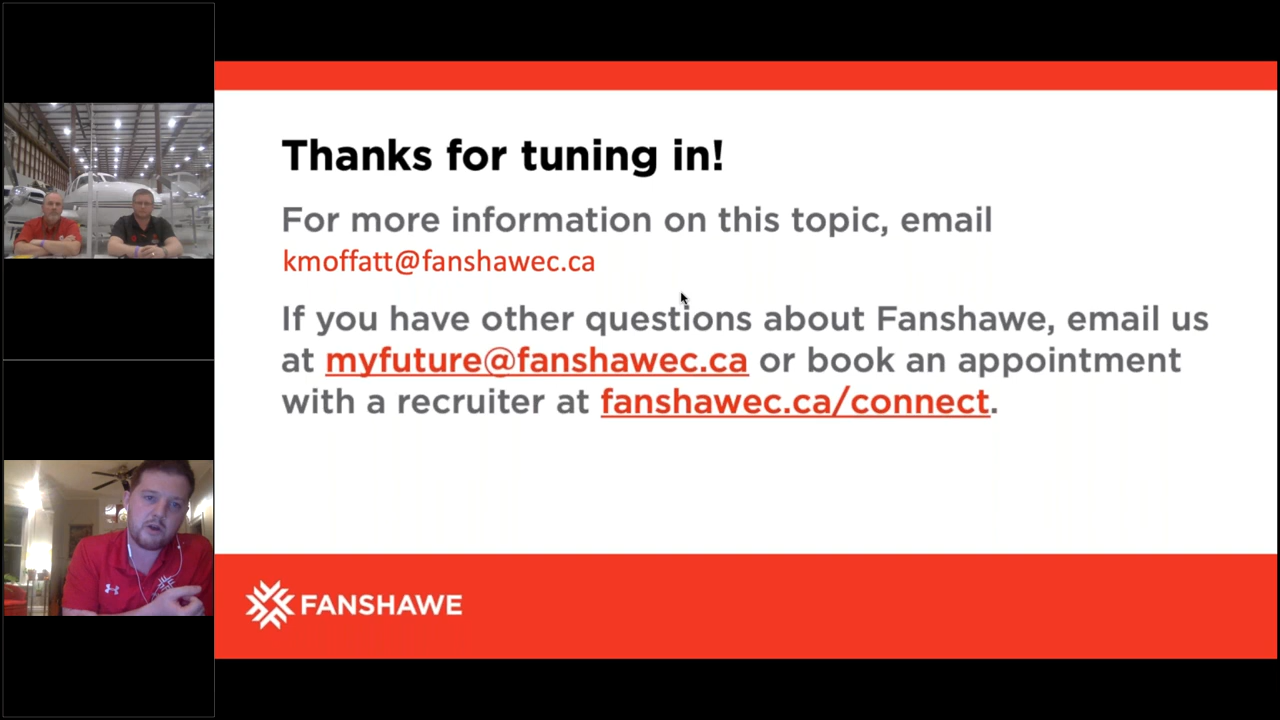 Thanks for tuning in!
For more information on this topic, email
kmoffatt@fanshawec.ca
If you have other questions about Fanshawe, email us
at myfuture@fanshawec.ca or book an appointment
with a recruiter at fanshawec.ca/connect.
FANSHAWE